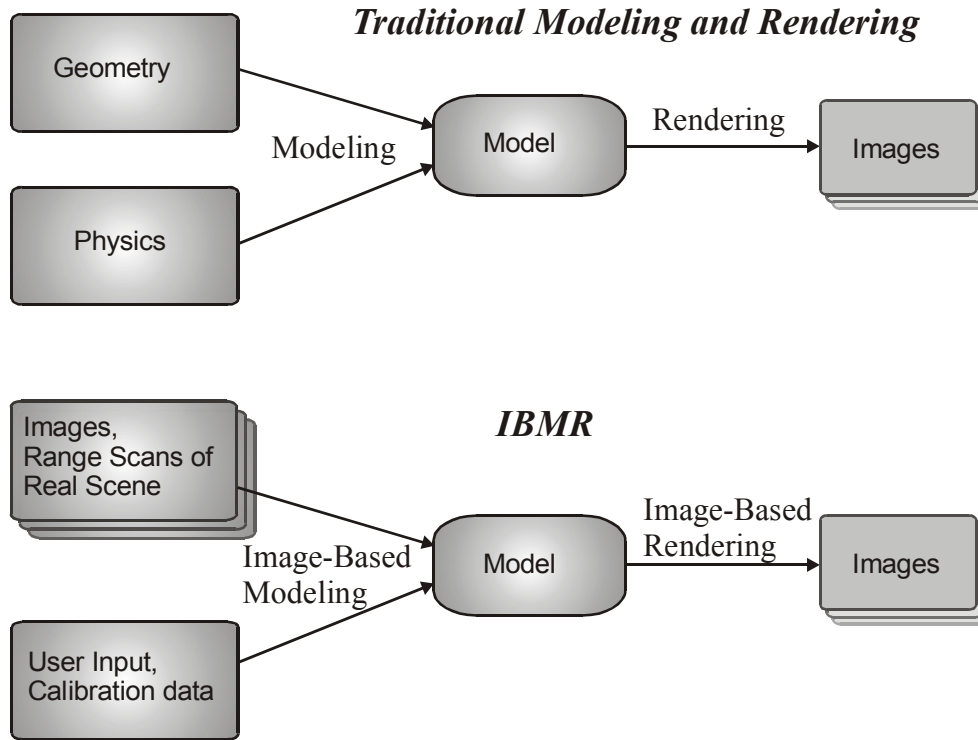 Traditional Modeling and Rendering
Geometry
Physics
Modeling
Model
Rendering
Images
IBMR
Images,
Range Scans of
Real Scene
User Input,
Calibration data
Image-Based
Modeling
Model
Image-Based
Rendering
Images